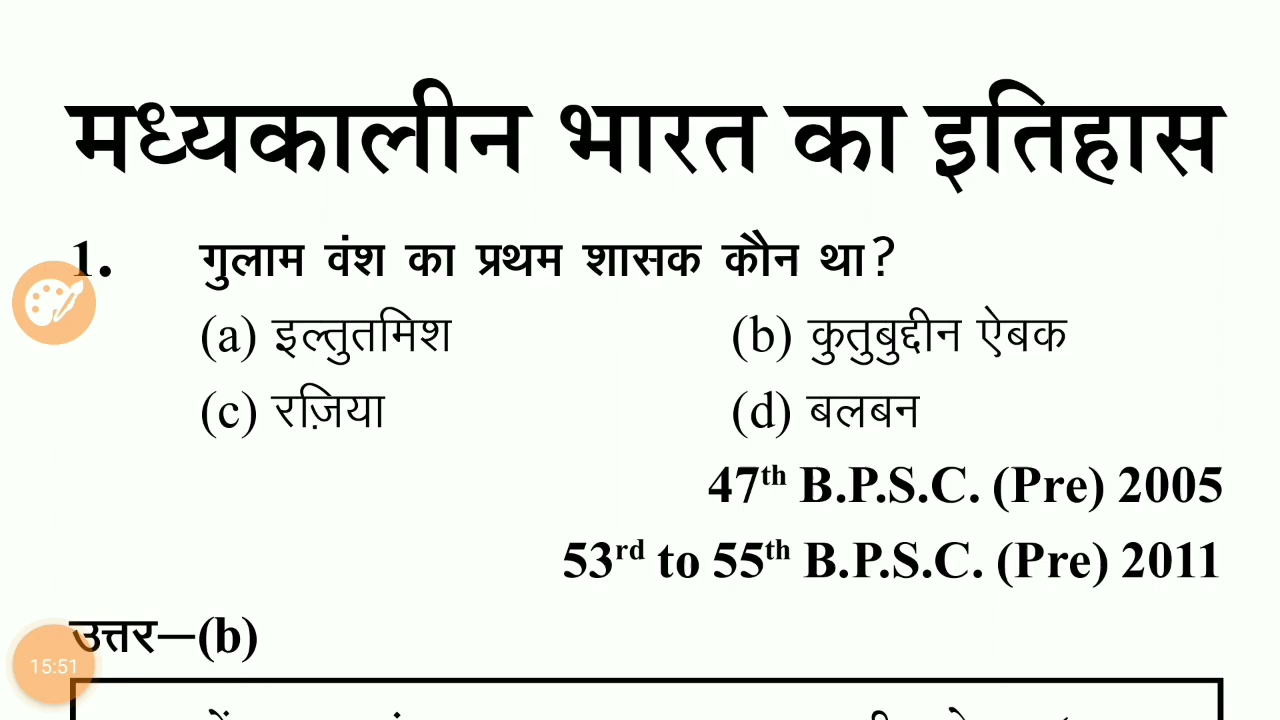 मध्यकालीन भारत का इतिहास
1. गुलाम वंश का प्रथम शासक कौन था?
(a) इल्तुतमिश (b) कुतुबुद्दीन ऐबक
(c) रज़िया (d) बलबन
47th B.P.S.C. (Pre) 2005
53rd to 55th B.P.S.C. (Pre) 2011
उत्तर—(b)
15:51